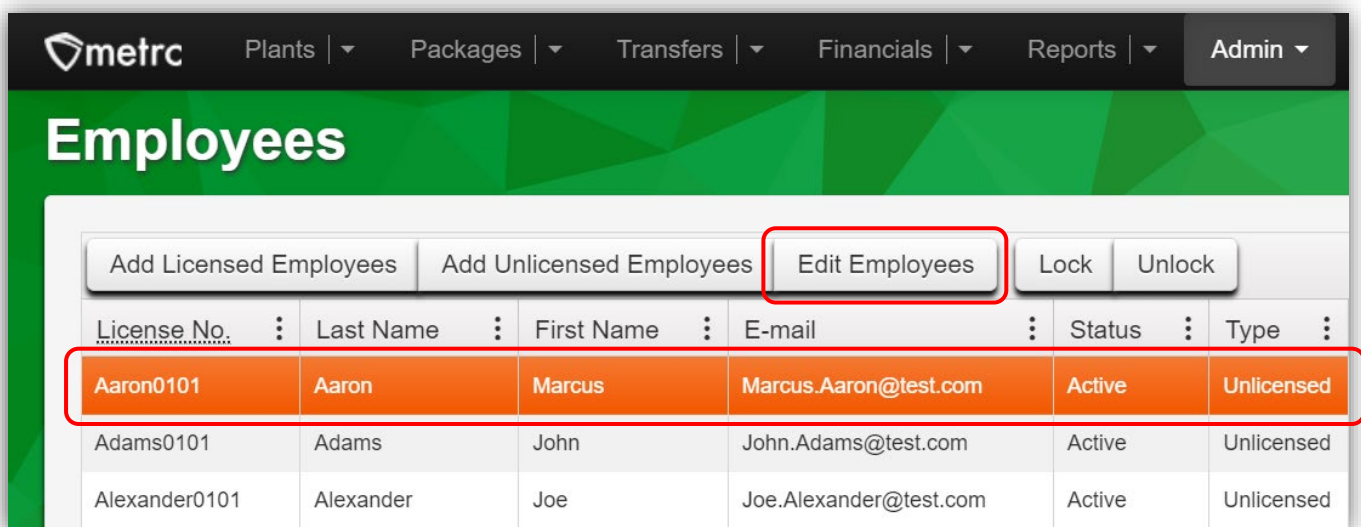 metrc Plants Packages Transfers Financials Reports Admin
Employees
Add Licensed Employees Add Unlicensed Employees Edit Employees Lock Unlock
License No. Last Name First Name E-mail Status Type
Aaron0101 Aaron Marcus Marcus.Aaron@test.com Active Unlicensed
Adams0101 Adams John John.Adams@test.com Active Unlicensed
Alexander0101 Alexander Joe Joe.Alexander@test.com Active Unlicensed